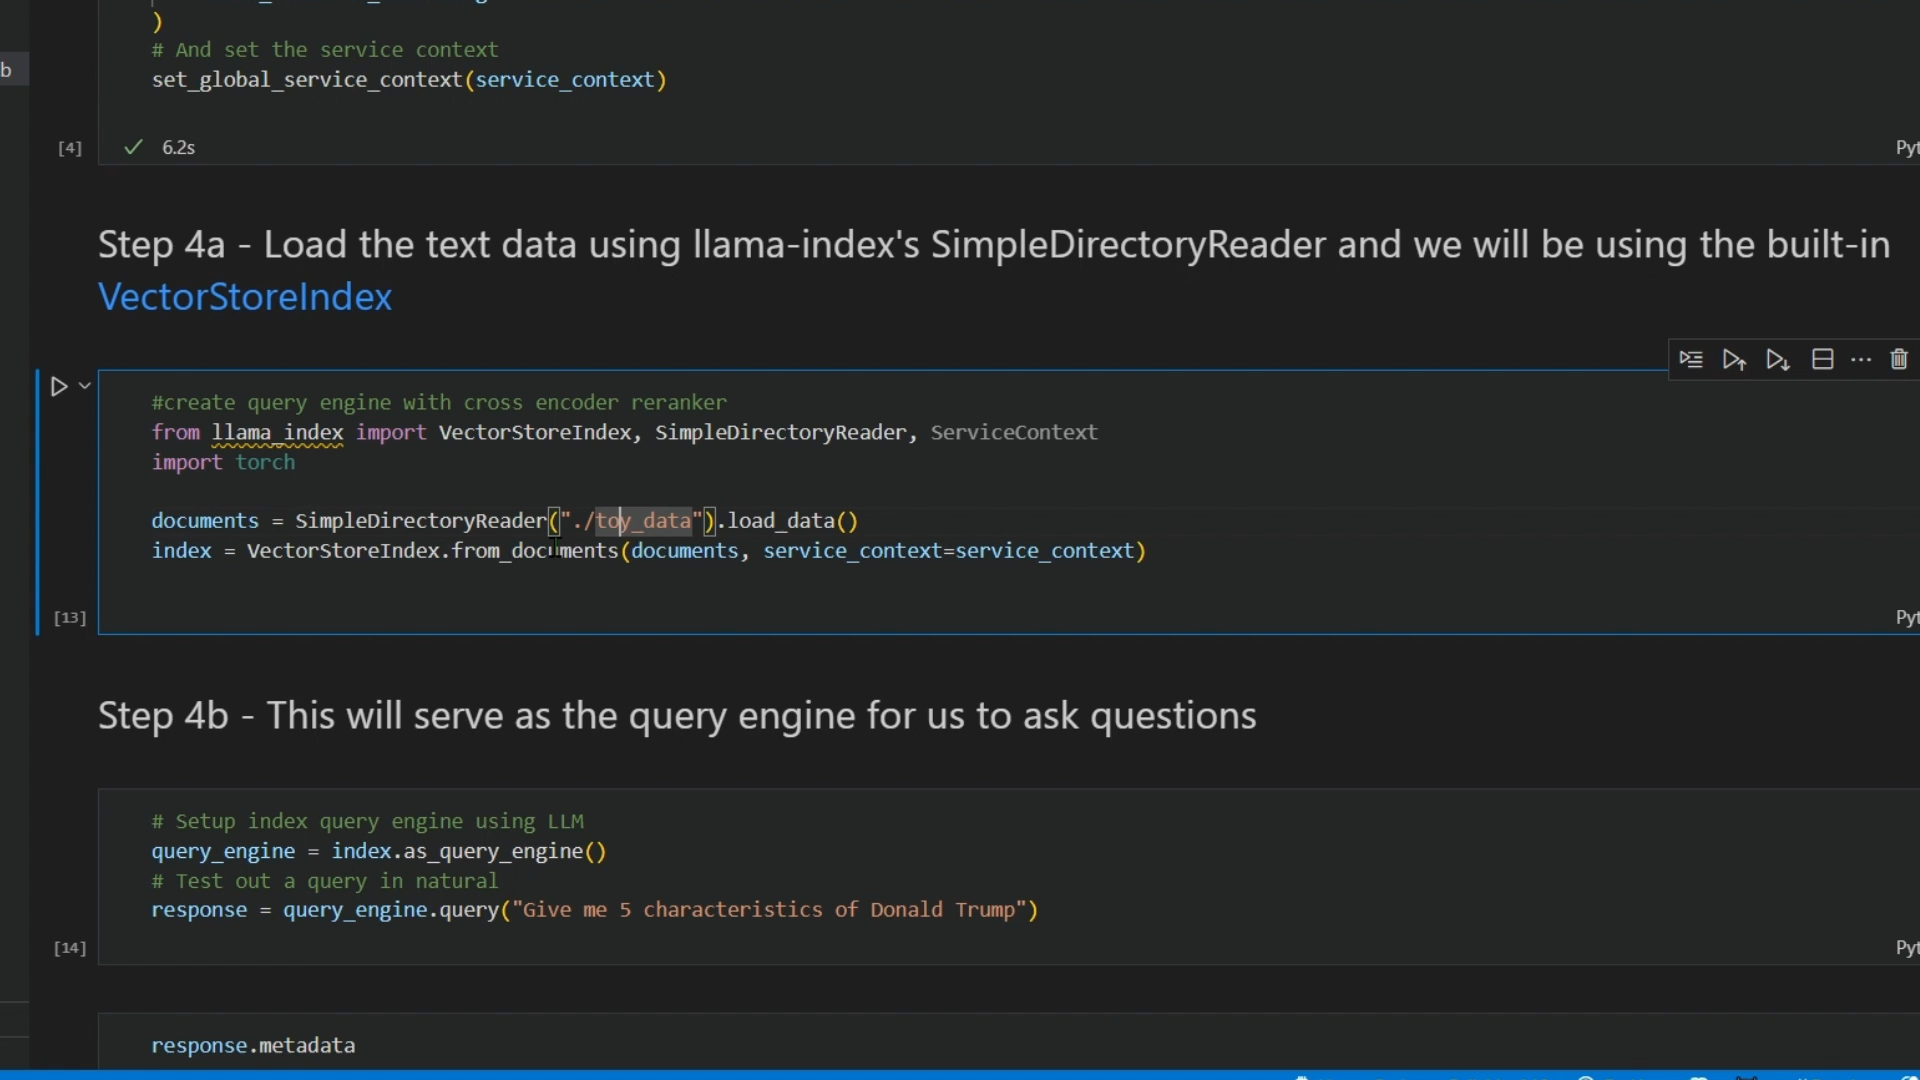 )
# And set the service context
set_global_service_context(service_context)
b
[4] 6.2s
Pyt
Step 4a - Load the text data using llama-index's SimpleDirectoryReader and we will be using the built-in
VectorStoreIndex
#create query engine with cross encoder reranker
from llama_index import VectorStoreIndex, SimpleDirectoryReader, ServiceContext
import torch
documents = SimpleDirectoryReader("./toy_data").load_data()
index = VectorStoreIndex.from_documents(documents, service_context=service_context)
[13]
Pyt
Step 4b - This will serve as the query engine for us to ask questions
# Setup index query engine using LLM
query_engine = index.as_query_engine()
# Test out a query in natural
response = query_engine.query("Give me 5 characteristics of Donald Trump")
[14]
Pyt
response.metadata